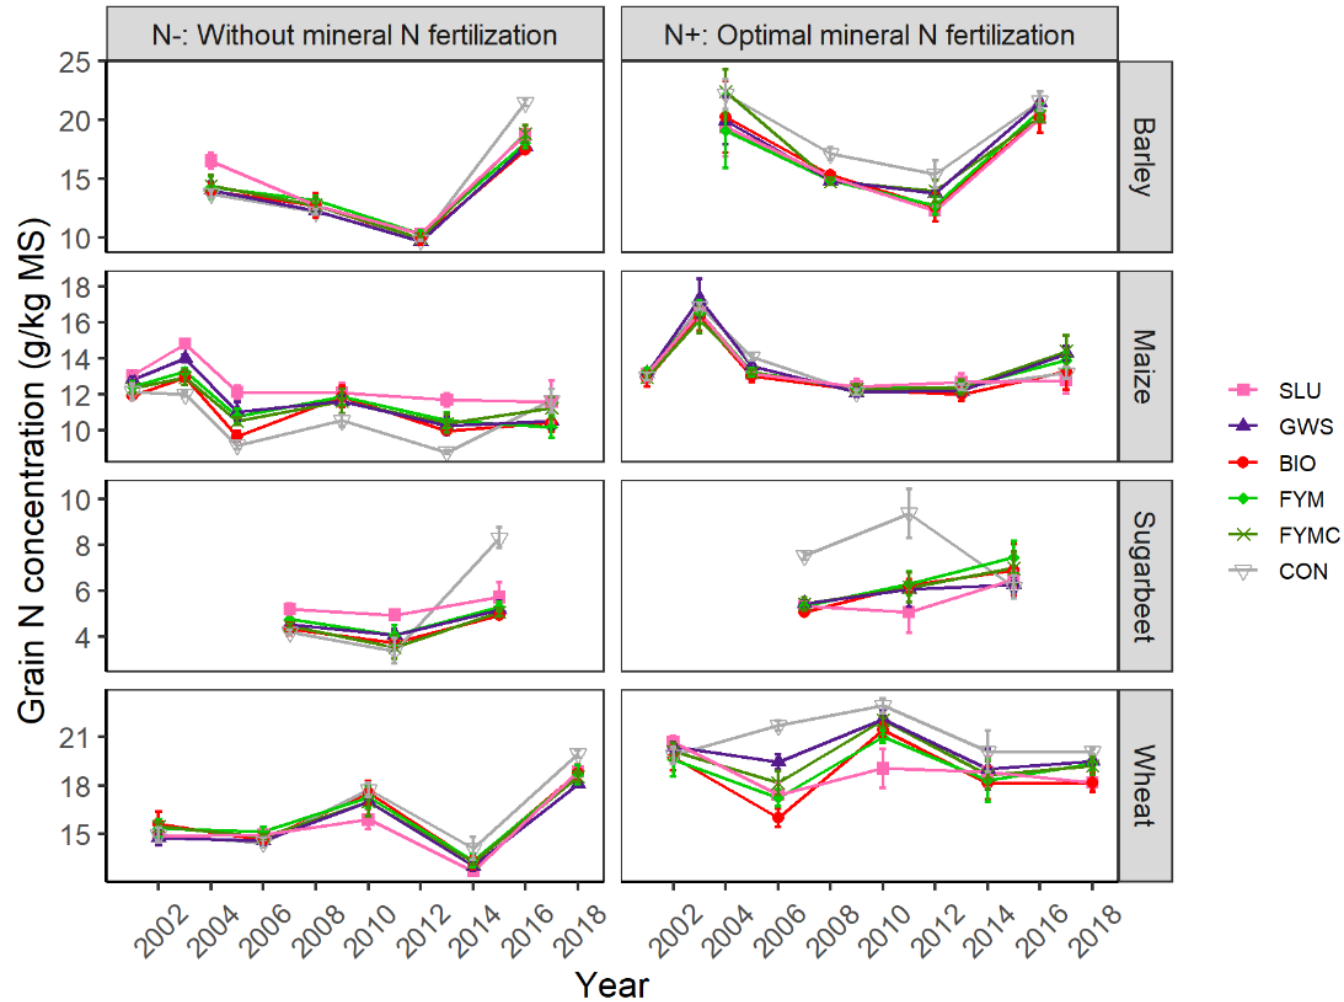 N-: Without mineral N fertilization
N+: Optimal mineral N fertilization
Grain N concentration (g/kg MS)
25
20
15
10
Barley
18
16
14
12
10
Maize
10
8
6
4
Sugarbeet
21
18
15
Wheat
2002 2004 2006 2008 2010 2012 2014 2016 2018
2002 2004 2006 2008 2010 2012 2014 2016 2018
Year
SLU
GWS
BIO
FYM
FYMC
CON